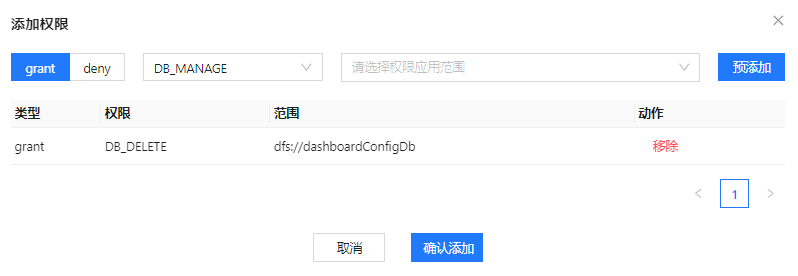 添加权限
grant deny DB_MANAGE 请选择权限应用范围 预添加
类型 权限 范围 动作
grant DB_DELETE dfs://dashboardConfigDb 移除
1
取消 确认添加